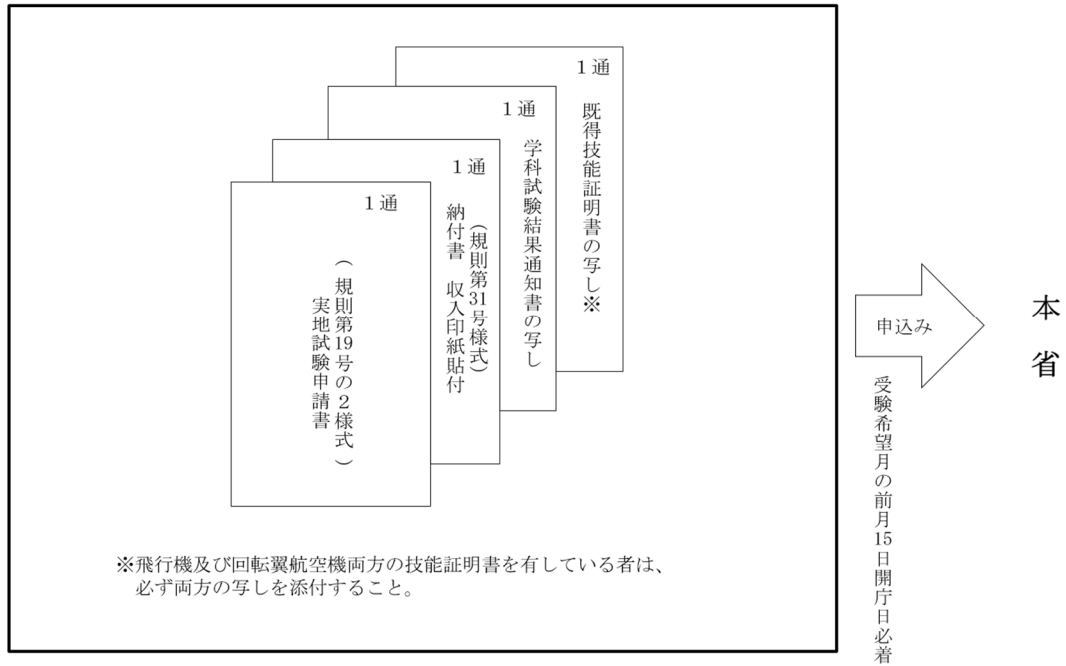 1通
既得技能証明書の写し※
1通
学科試験結果通知書の写し
1通
(規則第31号様式)
納付書 収入印紙貼付
1通
(規則第19号の2様式)
実地試験申請書
※飛行機及び回転翼航空機両方の技能証明書を有している者は、
必ず両方の写しを添付すること。
申込み
受験希望月の前月15日開庁日必着
本省